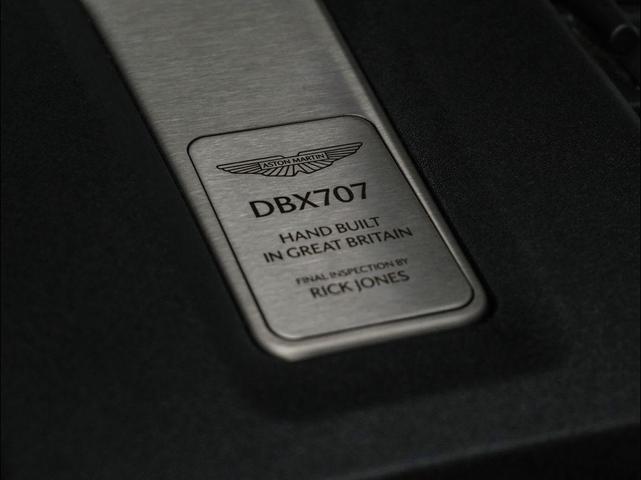 ASTON MARTIN
DBX707
HAND BUILT
IN GREAT BRITAIN
FINAL INSPECTION BY
RICK JONES